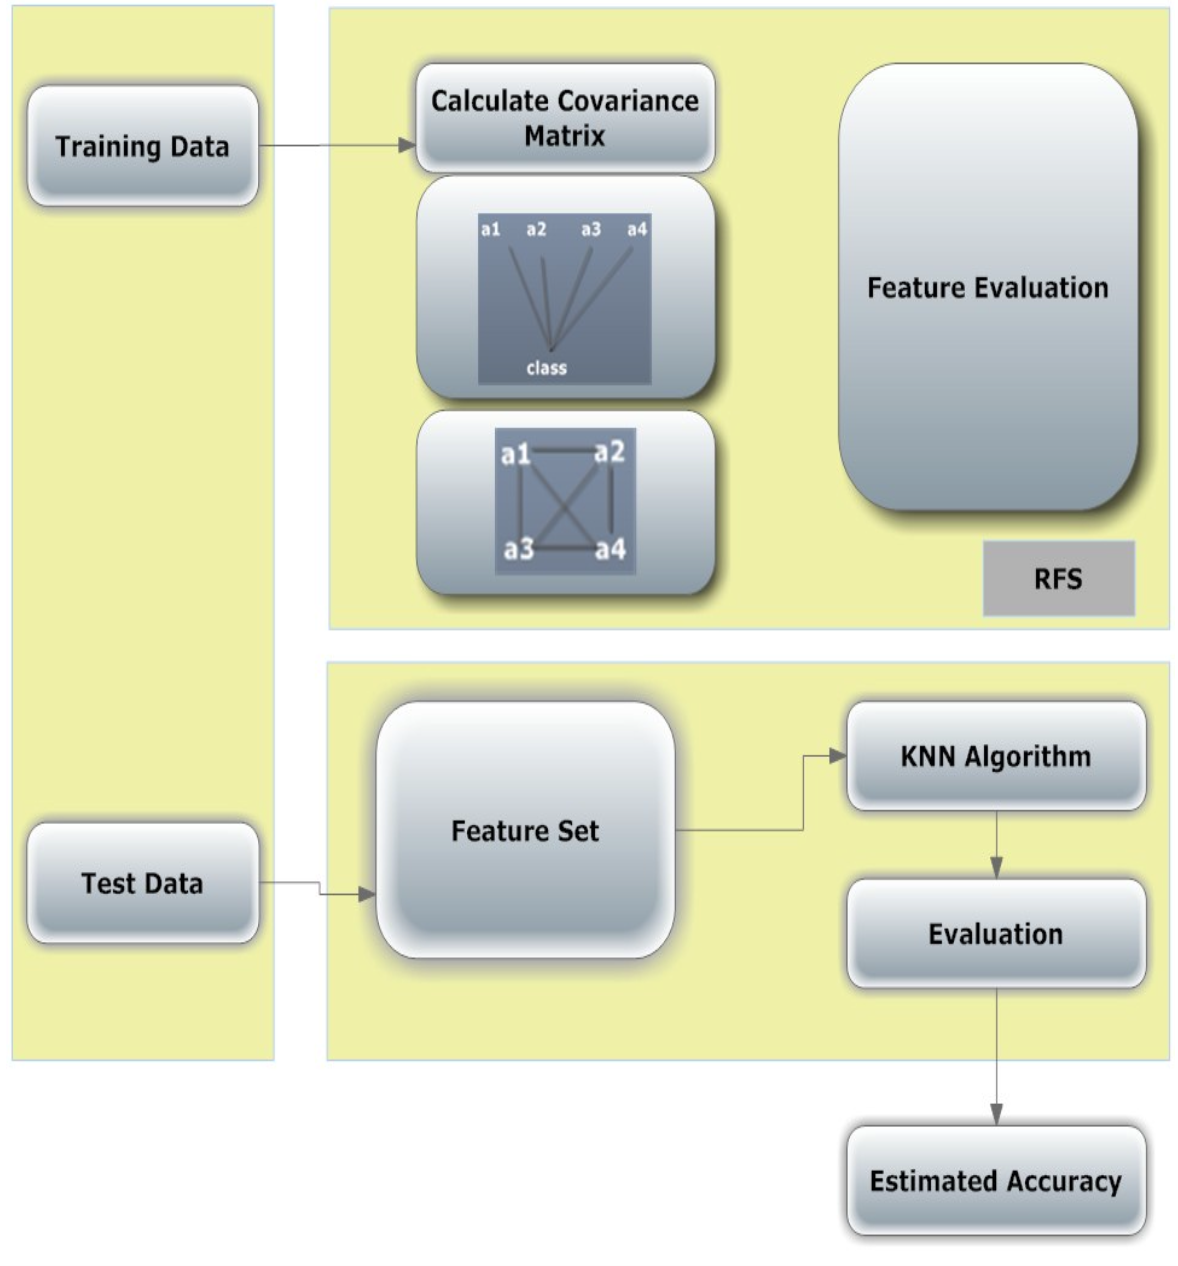 Training Data
Calculate Covariance
Matrix
a1 a2 a3 a4
class
a1 a2
a3 a4
Feature Evaluation
RFS
Test Data
Feature Set
KNN Algorithm
Evaluation
Estimated Accuracy